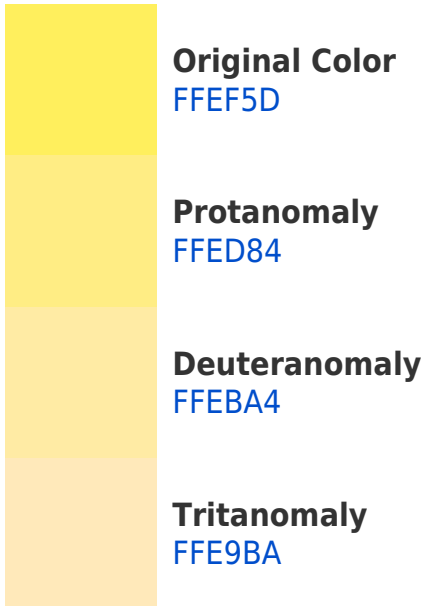 Original Color
FFEF5D
Protanomaly
FFED84
Deuteranomaly
FFEBA4
Tritanomaly
FFE9BA